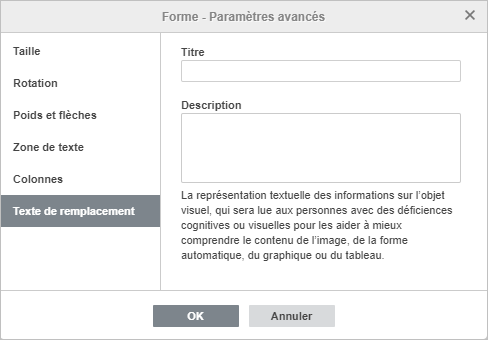 Forme - Paramètres avancés
Taille
Rotation
Poids et flèches
Zone de texte
Colonnes
Texte de remplacement
Titre
Description
La représentation textuelle des informations sur l'objet
visuel, qui sera lue aux personnes avec des déficiences
cognitives ou visuelles pour les aider à mieux
comprendre le contenu de l'image, de la forme
automatique, du graphique ou du tableau.
OK
Annuler